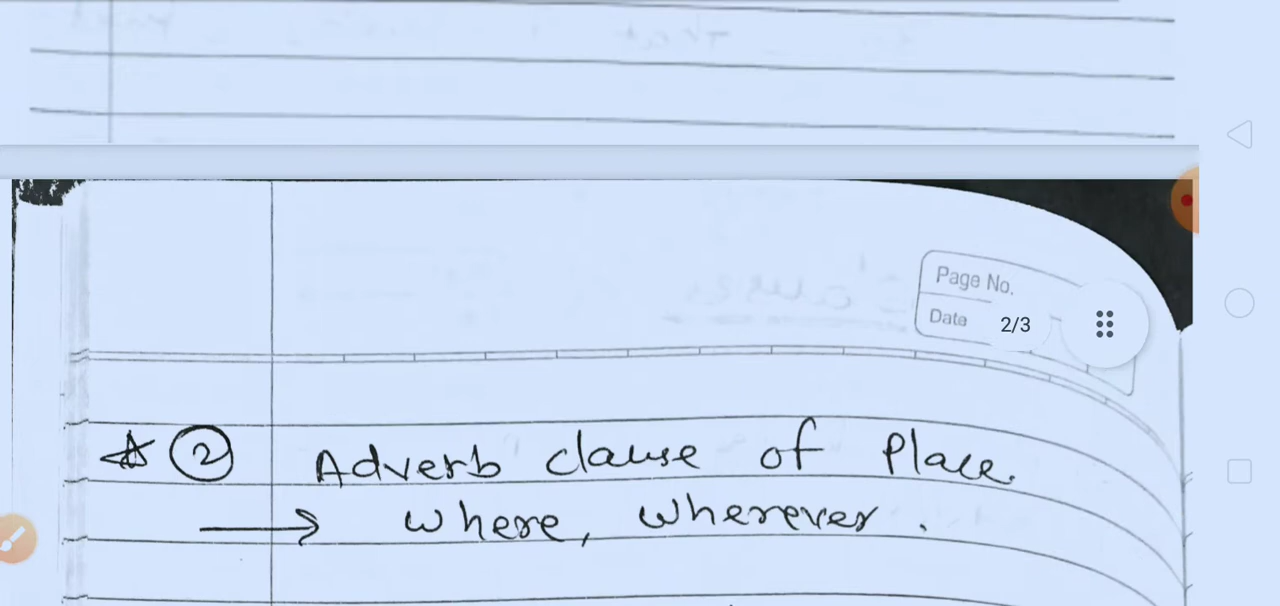 Page No.
Date
2/3
☆ ② Adverb clause of Place.
→ where, wherever.